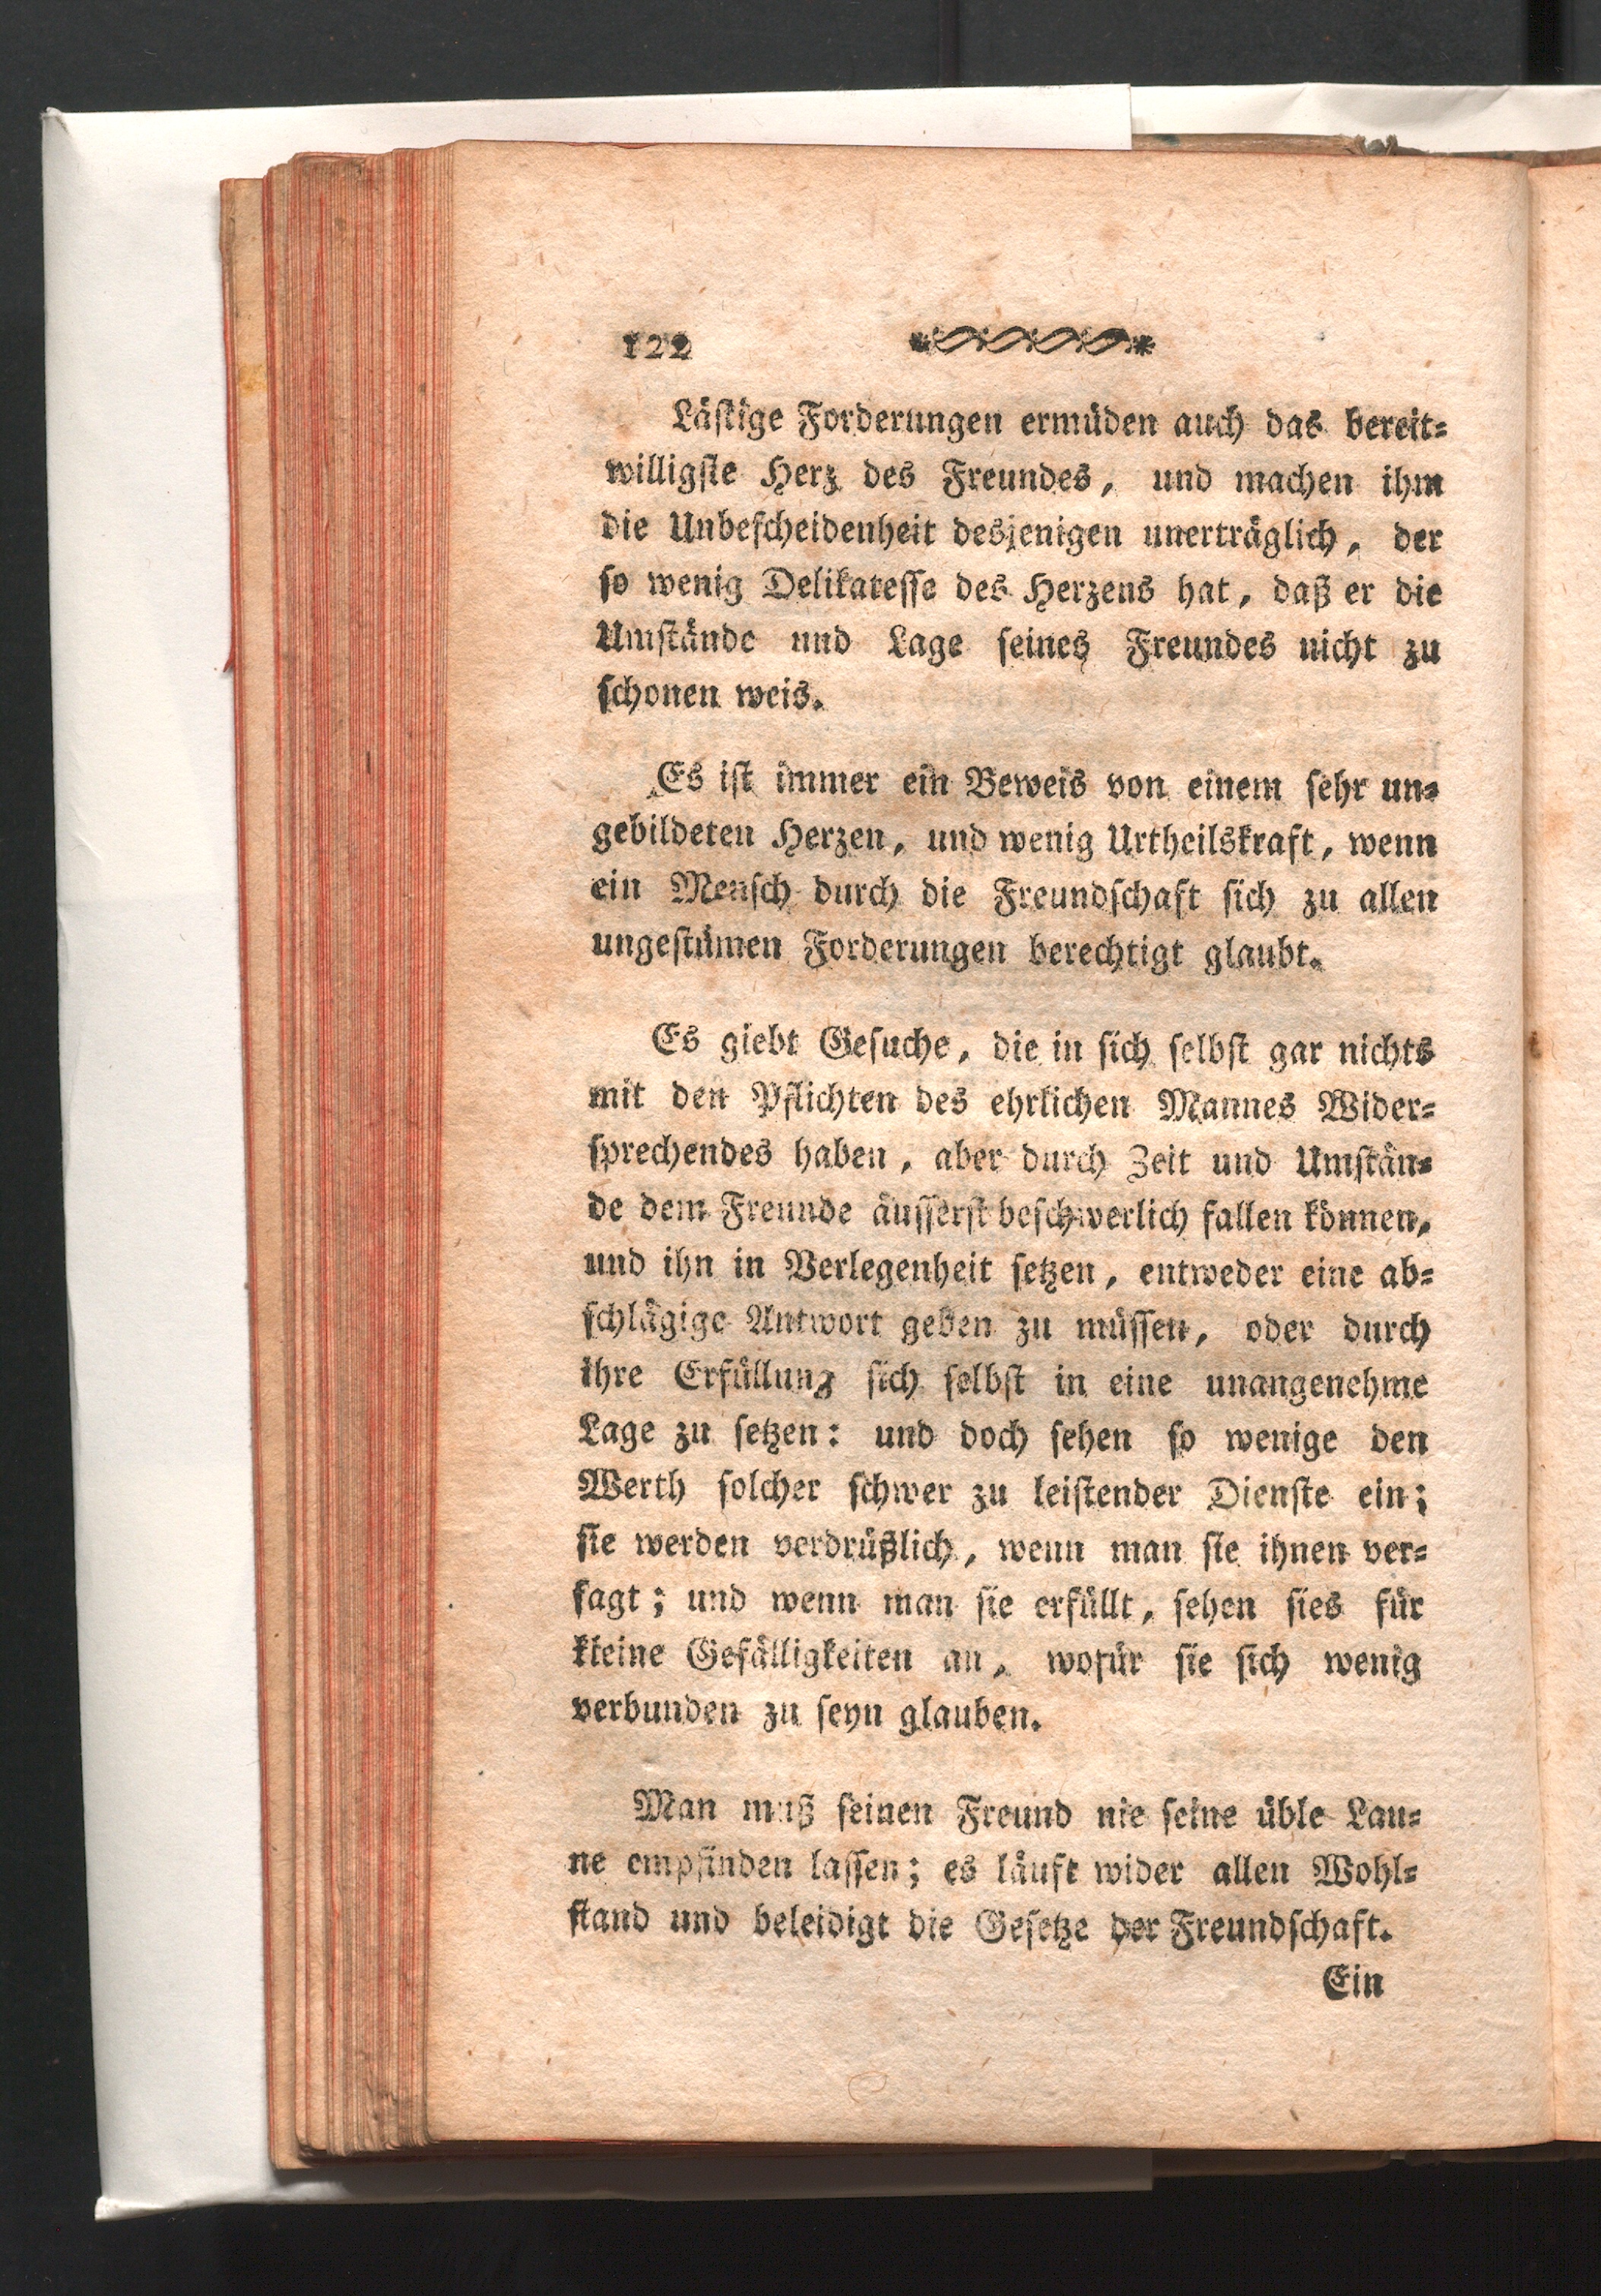 122
Läſtige Forderungen ermüden auch das bereit=
willigſte Herz des Freundes, und machen ihm
die Unbeſcheidenheit desjenigen unerträglich, der
ſo wenig Delikateſſe des Herzens hat, daß er die
Umſtände und Lage ſeines Freundes nicht zu
ſchonen weis.
Es iſt immer ein Beweis von einem ſehr un=
gebildeten Herzen, und wenig Urtheilskraft, wenn
ein Menſch durch die Freundſchaft ſich zu allen
ungeſtümen Forderungen berechtigt glaubt.
Es giebt Geſuche, die in ſich ſelbſt gar nichts
mit den Pflichten des ehrlichen Mannes Wider=
ſprechendes haben, aber durch Zeit und Umſtän=
de dem Freunde äuſſerſt beſchwerlich fallen können,
und ihn in Verlegenheit ſetzen, entweder eine ab=
ſchlägige Antwort geben zu müſſen, oder durch
ihre Erfüllung ſich ſelbſt in eine unangenehme
Lage zu ſetzen: und doch ſehen ſo wenige den
Werth ſolcher ſchwer zu leiſtender Dienſte ein;
ſie werden verdrüßlich, wenn man ſie ihnen ver=
ſagt; und wenn man ſie erfüllt, ſehen ſies für
kleine Gefälligkeiten an, wofür ſie ſich wenig
verbunden zu ſeyn glauben.
Man muß ſeinen Freund nie ſeine üble Lau=
ne empfinden laſſen; es läuft wider allen Wohl=
ſtand und beleidigt die Geſetze der Freundſchaft.
Ein